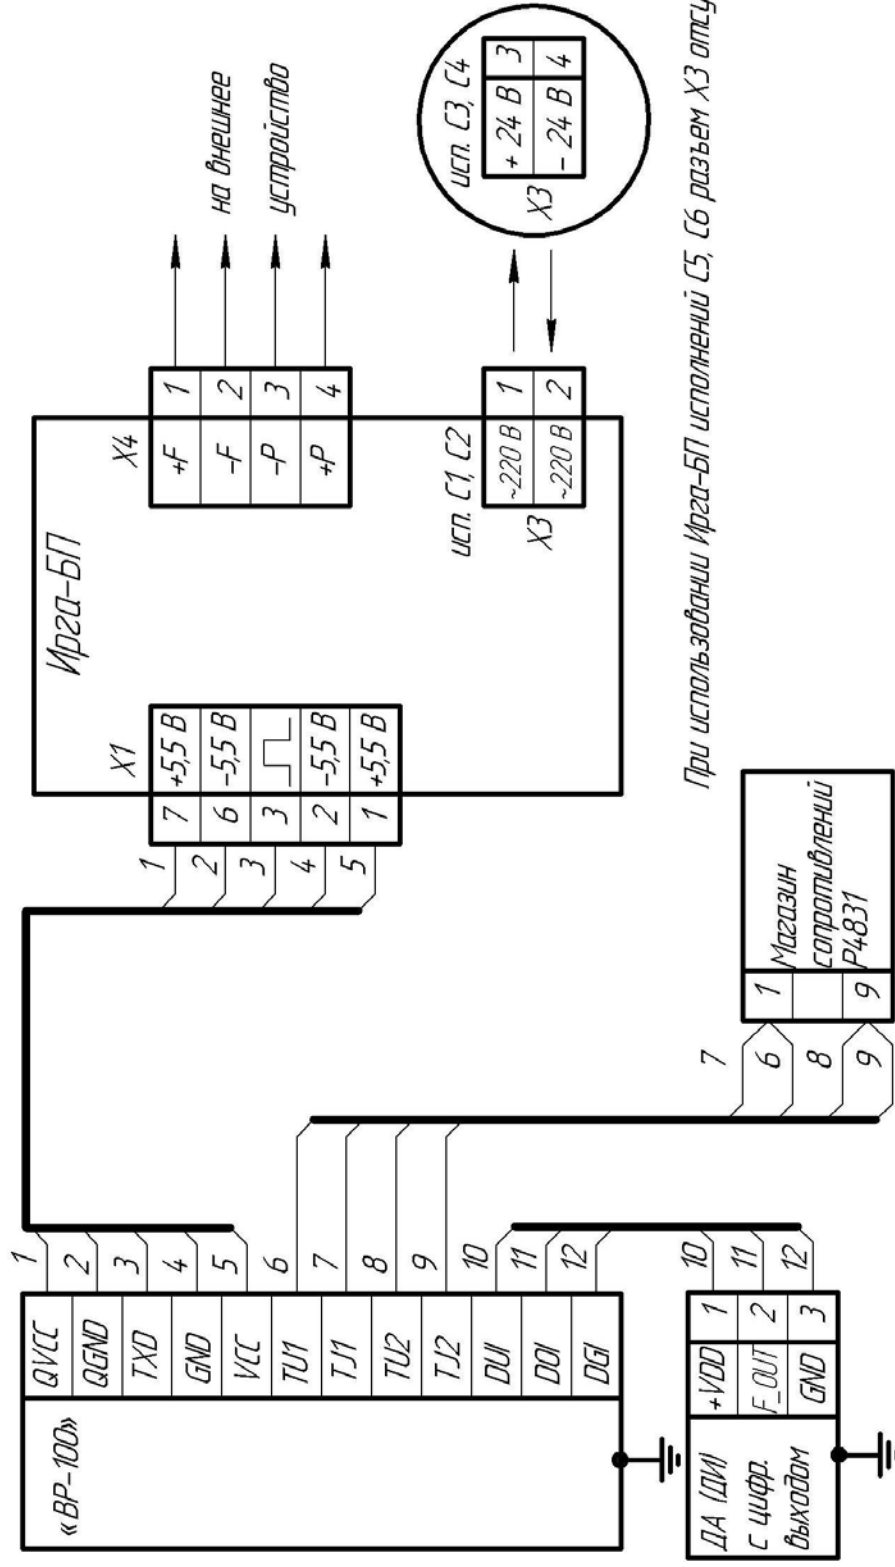 «ВР-100»
QVCC 1
QGND 2
TXD 3
GND 4
VCC 5
TU1 6
TJ1 7
TU2 8
TJ2 9
DUI 10
DOI 11
DGI 12
Ирга-БП
X1
1 7 +5,5 В
2 6 -5,5 В
3 3
4 2 -5,5 В
5 1 +5,5 В
X4
+F 1
-F 2
-P 3
+P 4
на внешнее
устройство
исп. С1, С2
~220 В 1
~220 В 2
X3
исп. С3, С4
+ 24 В 3
- 24 В 4
X3
ДА (ДИ)
с цифр.
выходом
+VDD 1 10
F_OUT 2 11
GND 3 12
7
6
8
9
1
9
Магазин
сопротивлений
Р4831
При использовании Ирга-БП исполнений С5, С6 разъем Х3